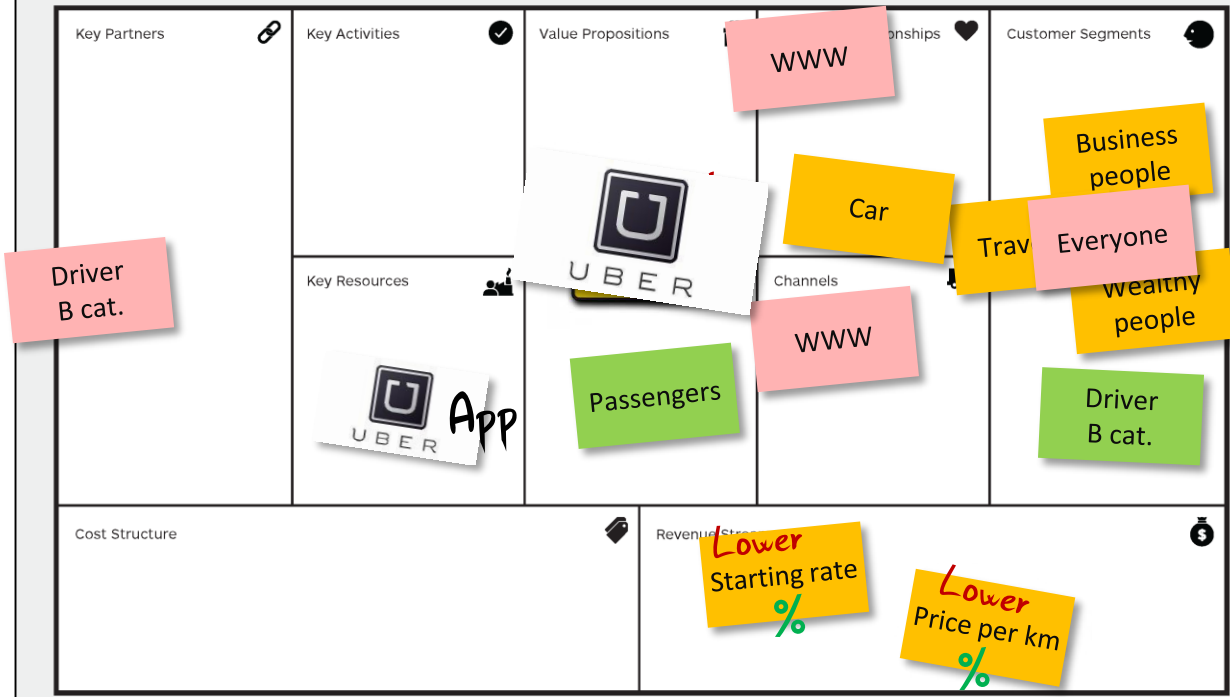 Key Partners
Key Activities
Value Propositions
onships
Customer Segments
WWW
Business
people
Car
Trav
Everyone
Wealthy
people
Driver
B cat.
UBER
Key Resources
Channels
WWW
UBER
App
Passengers
Driver
B cat.
Cost Structure
Revenue Stre
Lower
Starting rate
%
Lower
Price per km
%